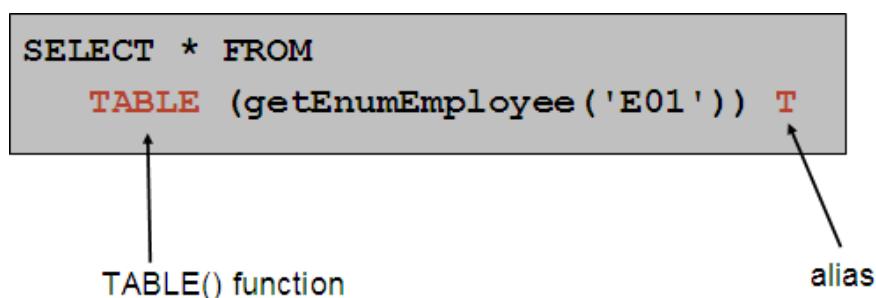 SELECT * FROM
TABLE (getEnumEmployee('E01')) T
TABLE() function
alias